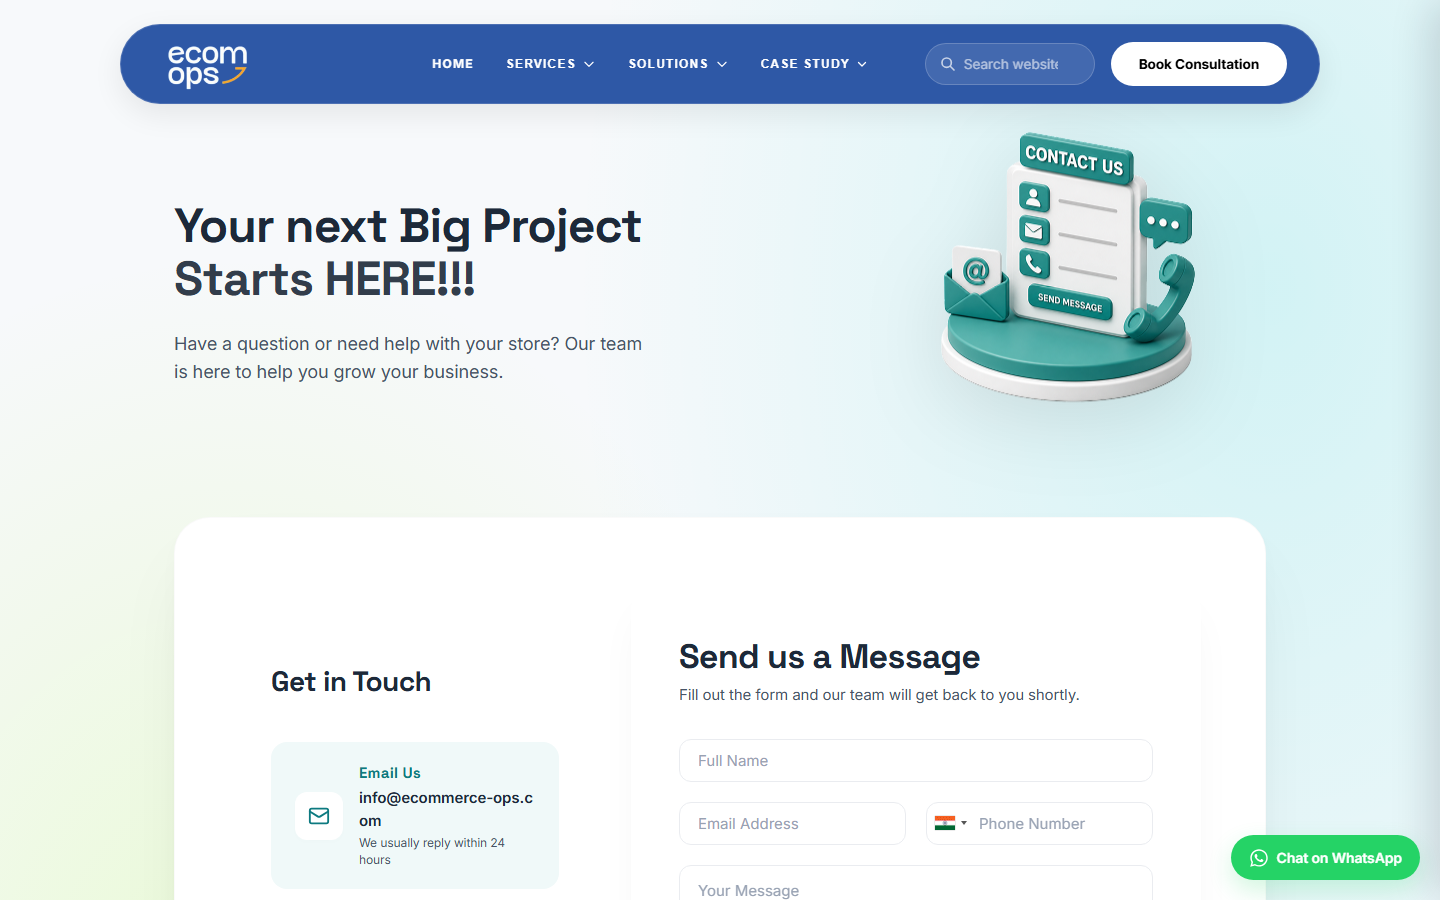 ecom
ops
HOME
SERVICES
SOLUTIONS
CASE STUDY
Search website
Book Consultation
CONTACT US
SEND MESSAGE
@
Your next Big Project
Starts HERE!!!
Have a question or need help with your store? Our team
is here to help you grow your business.
Get in Touch
Email Us
info@ecommerce-ops.c
om
We usually reply within 24
hours
Send us a Message
Fill out the form and our team will get back to you shortly.
Full Name
Email Address
Phone Number
Your Message
Chat on WhatsApp